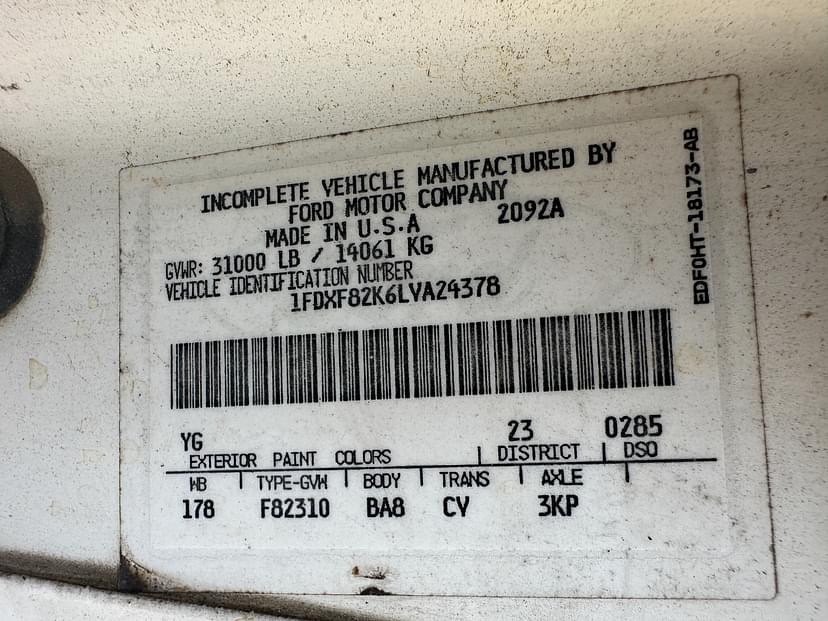 INCOMPLETE VEHICLE MANUFACTURED BY
FORD MOTOR COMPANY
MADE IN U.S.A 2092A
GVWR: 31000 LB / 14061 KG
VEHICLE IDENTIFICATION NUMBER
1FDXF82K6LVA24378
EDF0HT-18173-AB
YG 23 0285
EXTERIOR PAINT COLORS DISTRICT DSO
WB TYPE-GVW BODY TRANS AXLE
178 F82310 BA8 CY 3KP